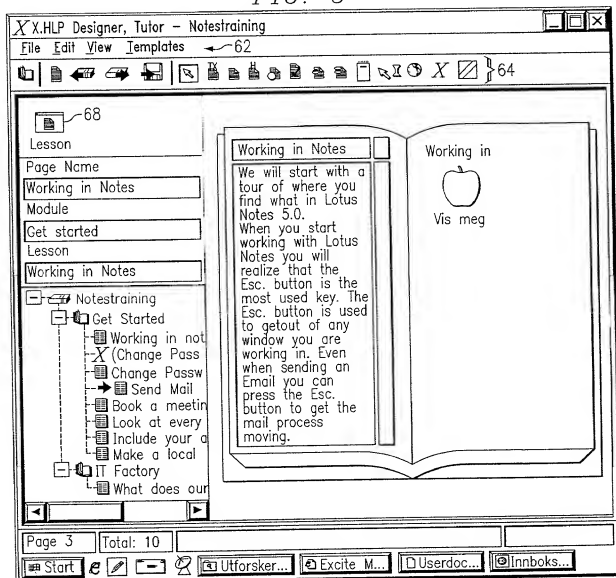 X X.HLP Designer, Tutor – Notestraining
File Edit View Templates 62
X 64
68
Lesson
Page Name
Working in Notes
Module
Get started
Lesson
Working in Notes
Notestraining
Get Started
Working in not
X (Change Pass
Change Passw
Send Mail
Book a meetin
Look at every
Include your a
Make a local
IT Factory
What does our
Working in Notes
We will start with a
tour of where you
find what in Lotus
Notes 5.0.
When you start
working with Lotus
Notes you will
realize that the
Esc. button is the
most used key. The
Esc. button is used
to getout of any
window you are
working in. Even
when sending an
Email you can
press the Esc.
button to get the
mail process
moving.
Working in
Vis meg
Page 3 Total: 10
Start e Utforsker... Excite M... Userdoc... Innboks...